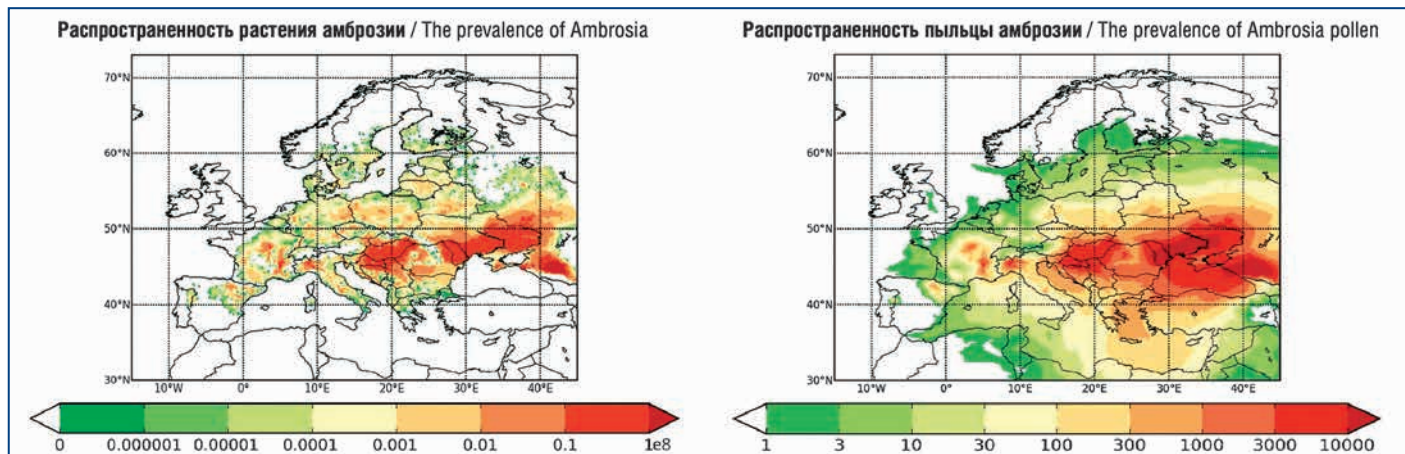 Распространенность растения амброзии / The prevalence of Ambrosia
70°N
60°N
50°N
40°N
30°N
10°W 0° 10°E 20°E 30°E 40°E
0 0.000001 0.00001 0.0001 0.001 0.01 0.1 1e8
Распространенность пыльцы амброзии / The prevalence of Ambrosia pollen
70°N
60°N
50°N
40°N
30°N
10°W 0° 10°E 20°E 30°E 40°E
1 3 10 30 100 300 1000 3000 10000